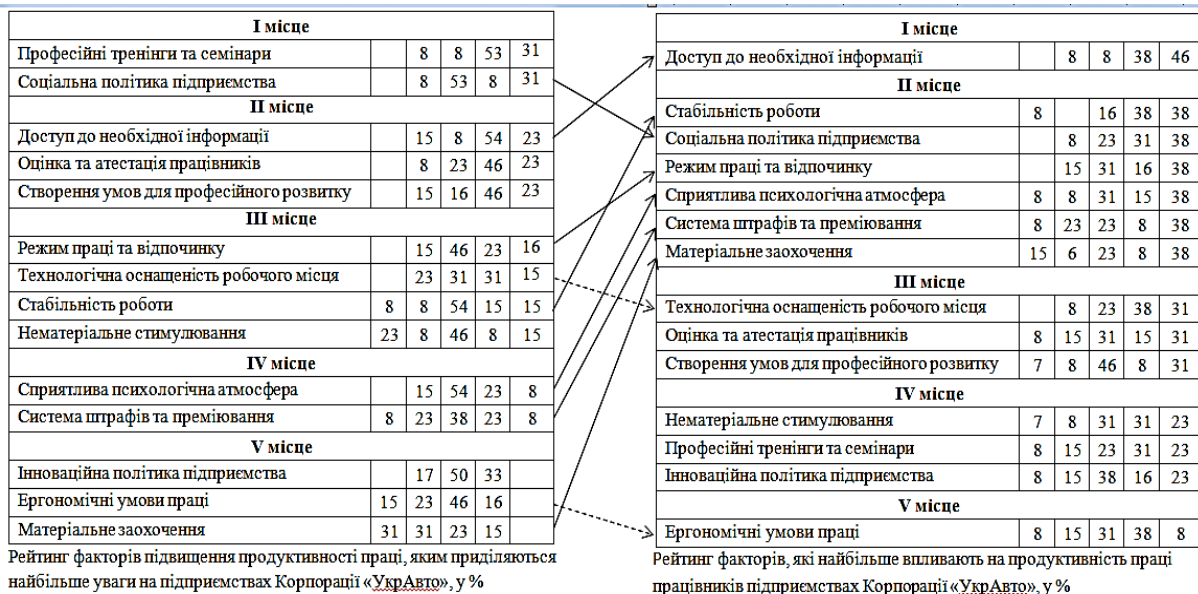 I місце
Професійні тренінги та семінари 8 8 53 31
Соціальна політика підприємства 8 53 8 31
II місце
Доступ до необхідної інформації 15 8 54 23
Оцінка та атестація працівників 8 23 46 23
Створення умов для професійного розвитку 15 16 46 23
III місце
Режим праці та відпочинку 15 46 23 16
Технологічна оснащеність робочого місця 23 31 31 15
Стабільність роботи 8 8 54 15 15
Нематеріальне стимулювання 23 8 46 8 15
IV місце
Сприятлива психологічна атмосфера 15 54 23 8
Система штрафів та преміювання 8 23 38 23 8
V місце
Інноваційна політика підприємства 17 50 33
Ергономічні умови праці 15 23 46 16
Матеріальне заохочення 31 31 23 15
Рейтинг факторів підвищення продуктивності праці, яким приділяються
найбільше уваги на підприємствах Корпорації «УкрАвто», у %
I місце
Доступ до необхідної інформації 8 8 38 46
II місце
Стабільність роботи 8 16 38 38
Соціальна політика підприємства 8 23 31 38
Режим праці та відпочинку 15 31 16 38
Сприятлива психологічна атмосфера 8 8 31 15 38
Система штрафів та преміювання 8 23 23 8 38
Матеріальне заохочення 15 6 23 8 38
III місце
Технологічна оснащеність робочого місця 8 23 38 31
Оцінка та атестація працівників 8 15 31 15 31
Створення умов для професійного розвитку 7 8 46 8 31
IV місце
Нематеріальне стимулювання 7 8 31 31 23
Професійні тренінги та семінари 8 15 23 31 23
Інноваційна політика підприємства 8 15 38 16 23
V місце
Ергономічні умови праці 8 15 31 38 8
Рейтинг факторів, які найбільше впливають на продуктивність праці
працівників підприємствах Корпорації «УкрАвто», у %